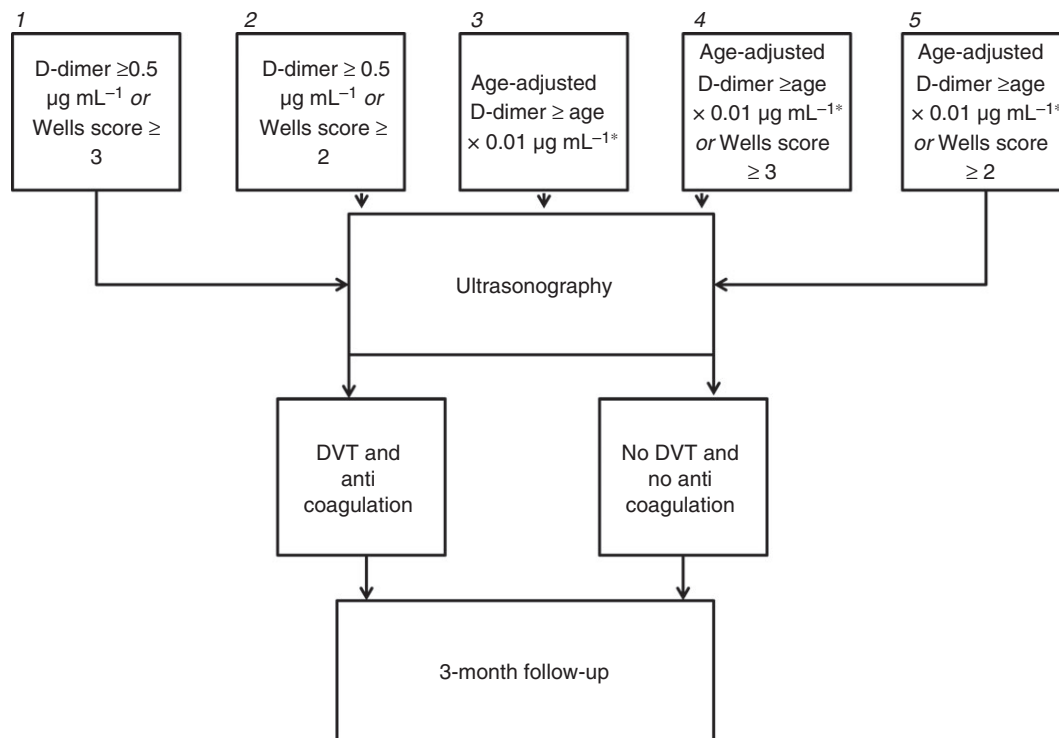 1
D-dimer ≥0.5
µg mL⁻¹ or
Wells score ≥
3
2
D-dimer ≥ 0.5
µg mL⁻¹ or
Wells score ≥
2
3
Age-adjusted
D-dimer ≥ age
× 0.01 µg mL⁻¹*
4
Age-adjusted
D-dimer ≥age
× 0.01 µg mL⁻¹*
or Wells score
≥ 3
5
Age-adjusted
D-dimer ≥age
× 0.01 µg mL⁻¹*
or Wells score
≥ 2
Ultrasonography
DVT and
anti
coagulation
No DVT and
no anti
coagulation
3-month follow-up